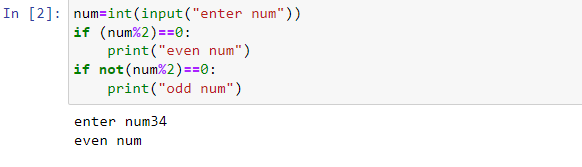 In [2]: num=int(input("enter num"))
if (num%2)==0:
    print("even num")
if not(num%2)==0:
    print("odd num")
enter num34
even num